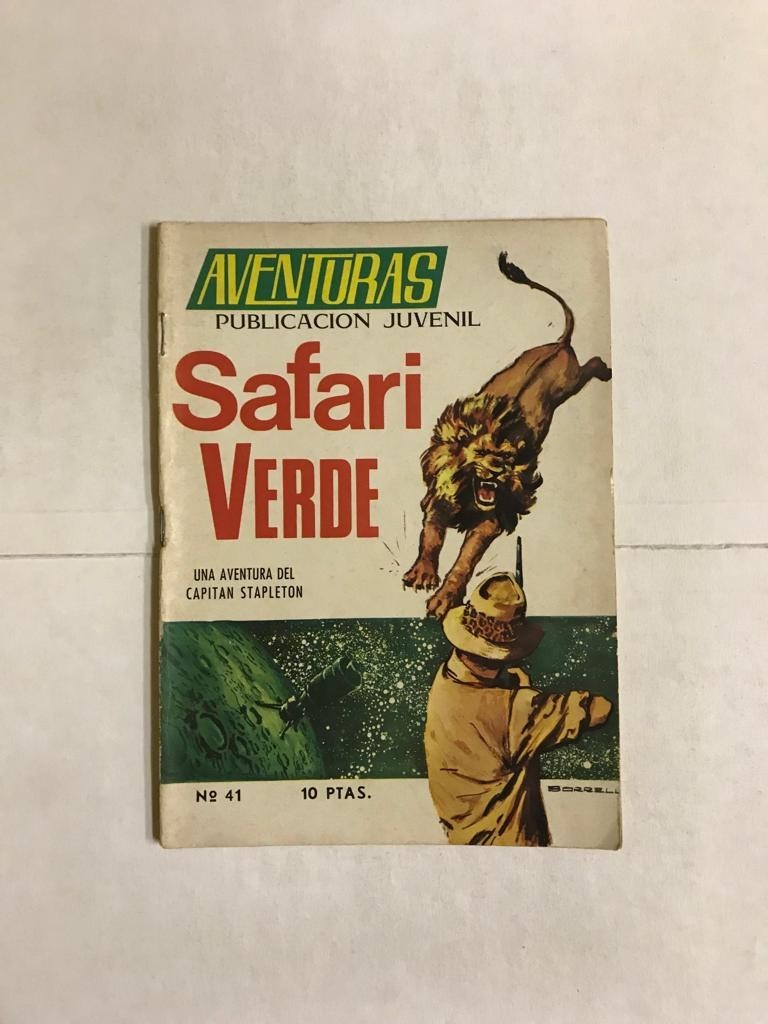 AVENTURAS
PUBLICACION JUVENIL
Safari
VERDE
UNA AVENTURA DEL
CAPITAN STAPLETON
Nº 41 10 PTAS.
BORRELL